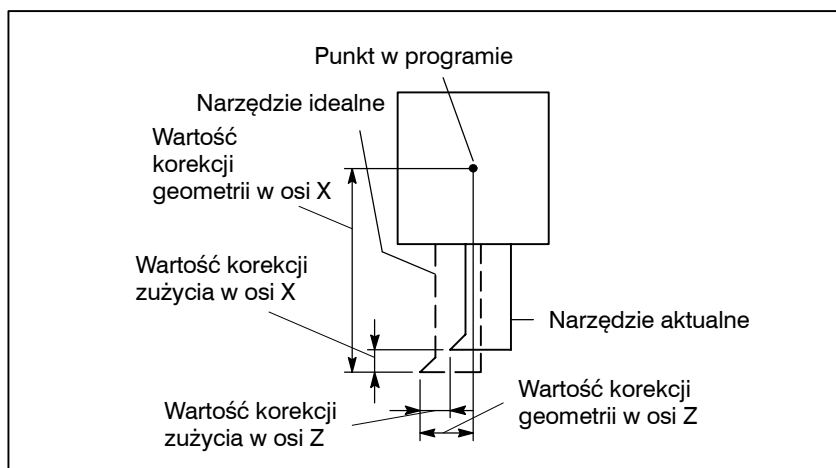 Punkt w programie
Narzędzie idealne
Wartość
korekcji
geometrii w osi X
Wartość korekcji
zużycia w osi X
Narzędzie aktualne
Wartość korekcji
zużycia w osi Z
Wartość korekcji
geometrii w osi Z